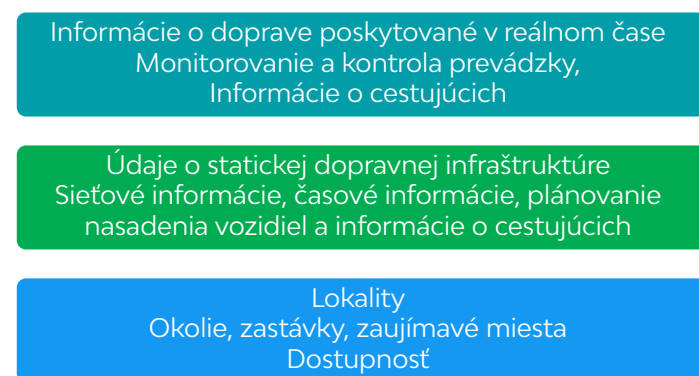 Informácie o doprave poskytované v reálnom čase
Monitorovanie a kontrola prevádzky,
Informácie o cestujúcich
Údaje o statickej dopravnej infraštruktúre
Sieťové informácie, časové informácie, plánovanie
nasadenia vozidiel a informácie o cestujúcich
Lokality
Okolie, zastávky, zaujímavé miesta
Dostupnosť